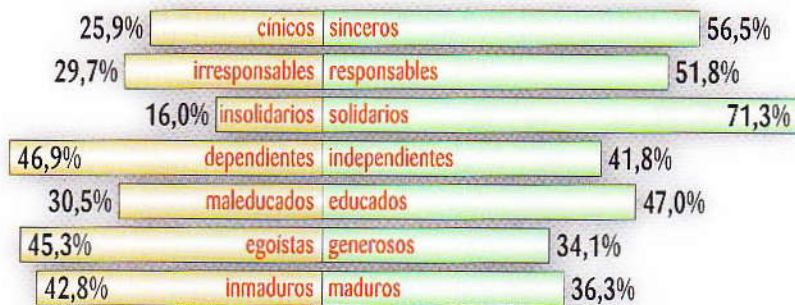 25,9% cínicos sinceros 56,5%
29,7% irresponsables responsables 51,8%
16,0% insolidarios solidarios 71,3%
46,9% dependientes independientes 41,8%
30,5% maleducados educados 47,0%
45,3% egoístas generosos 34,1%
42,8% inmaduros maduros 36,3%